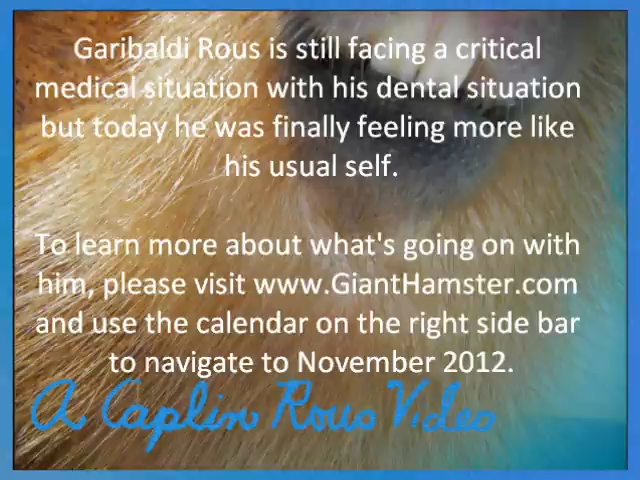 Garibaldi Rous is still facing a critical
medical situation with his dental situation
but today he was finally feeling more like
his usual self.
To learn more about what's going on with
him, please visit www.GiantHamster.com
and use the calendar on the right side bar
to navigate to November 2012.
A Caplin Rous Video